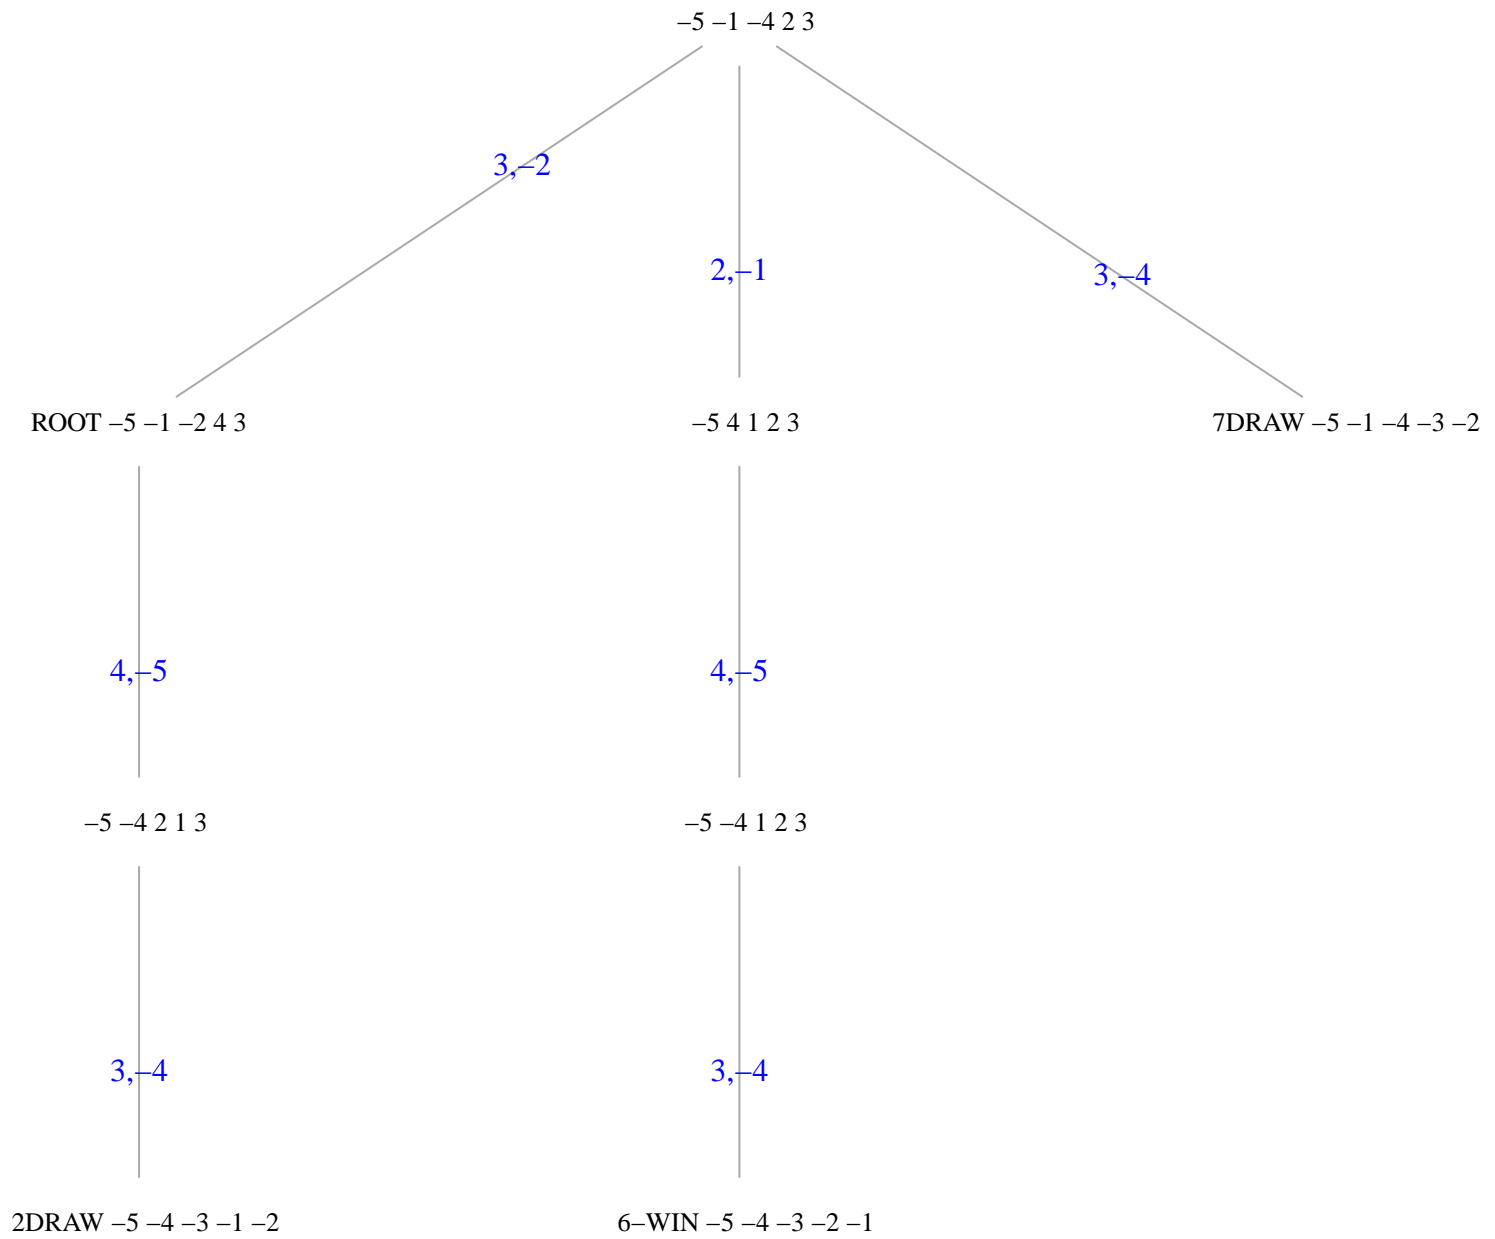 –5 –1 –4 2 3
3,–2
2,–1
3,–4
ROOT –5 –1 –2 4 3
–5 4 1 2 3
7DRAW –5 –1 –4 –3 –2
4,–5
4,–5
–5 –4 2 1 3
–5 –4 1 2 3
3,–4
3,–4
2DRAW –5 –4 –3 –1 –2
6–WIN –5 –4 –3 –2 –1